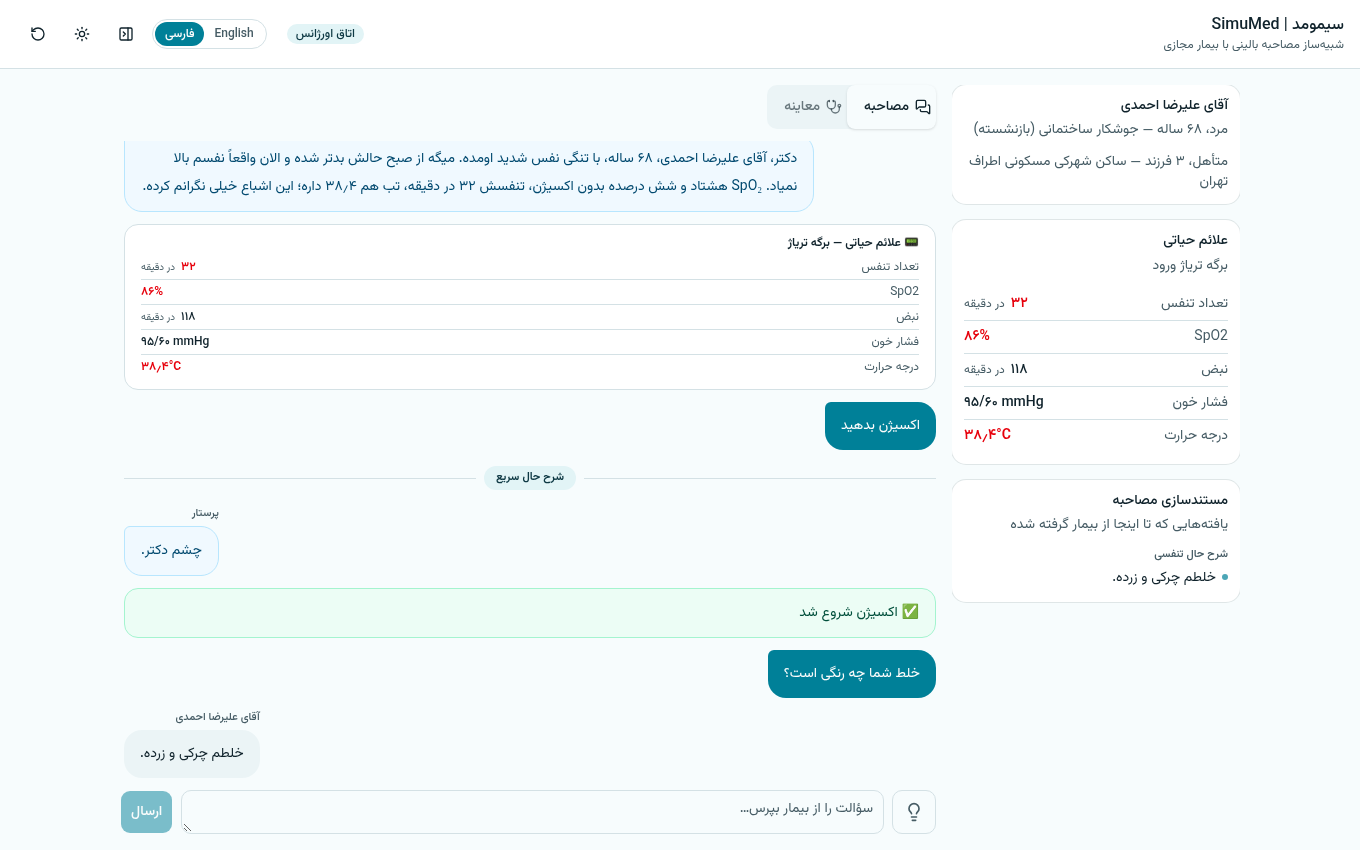 سیمومد | SimuMed
شبیه‌ساز مصاحبه بالینی با بیمار مجازی
اتاق اورژانس
English
فارسی
آقای علیرضا احمدی
مرد، ۶۸ ساله — جوشکار ساختمانی (بازنشسته)
متأهل، ۳ فرزند — ساکن شهرکی مسکونی اطراف
تهران
علائم حیاتی
برگه تریاژ ورود
تعداد تنفس ۳۲ در دقیقه
SpO2 ۸۶%
نبض ۱۱۸ در دقیقه
فشار خون ۹۵/۶۰ mmHg
درجه حرارت ۳۸٫۴°C
مستندسازی مصاحبه
یافته‌هایی که تا اینجا از بیمار گرفته شده
شرح حال تنفسی
خلطم چرکی و زرده.
مصاحبه
معاینه
دکتر، آقای علیرضا احمدی، ۶۸ ساله، با تنگی نفس شدید اومده. میگه از صبح حالش بدتر شده و الان واقعاً نفسم بالا
نمیاد. SpO₂ هشتاد و شش درصده بدون اکسیژن، تنفسش ۳۲ در دقیقه، تب هم ۳۸٫۴ داره؛ این اشباع خیلی نگرانم کرده.
📟 علائم حیاتی — برگه تریاژ
تعداد تنفس ۳۲ در دقیقه
SpO2 ۸۶%
نبض ۱۱۸ در دقیقه
فشار خون ۹۵/۶۰ mmHg
درجه حرارت ۳۸٫۴°C
اکسیژن بدهید
شرح حال سریع
پرستار
چشم دکتر.
✅ اکسیژن شروع شد
خلط شما چه رنگی است؟
آقای علیرضا احمدی
خلطم چرکی و زرده.
سؤالت را از بیمار بپرس...
ارسال